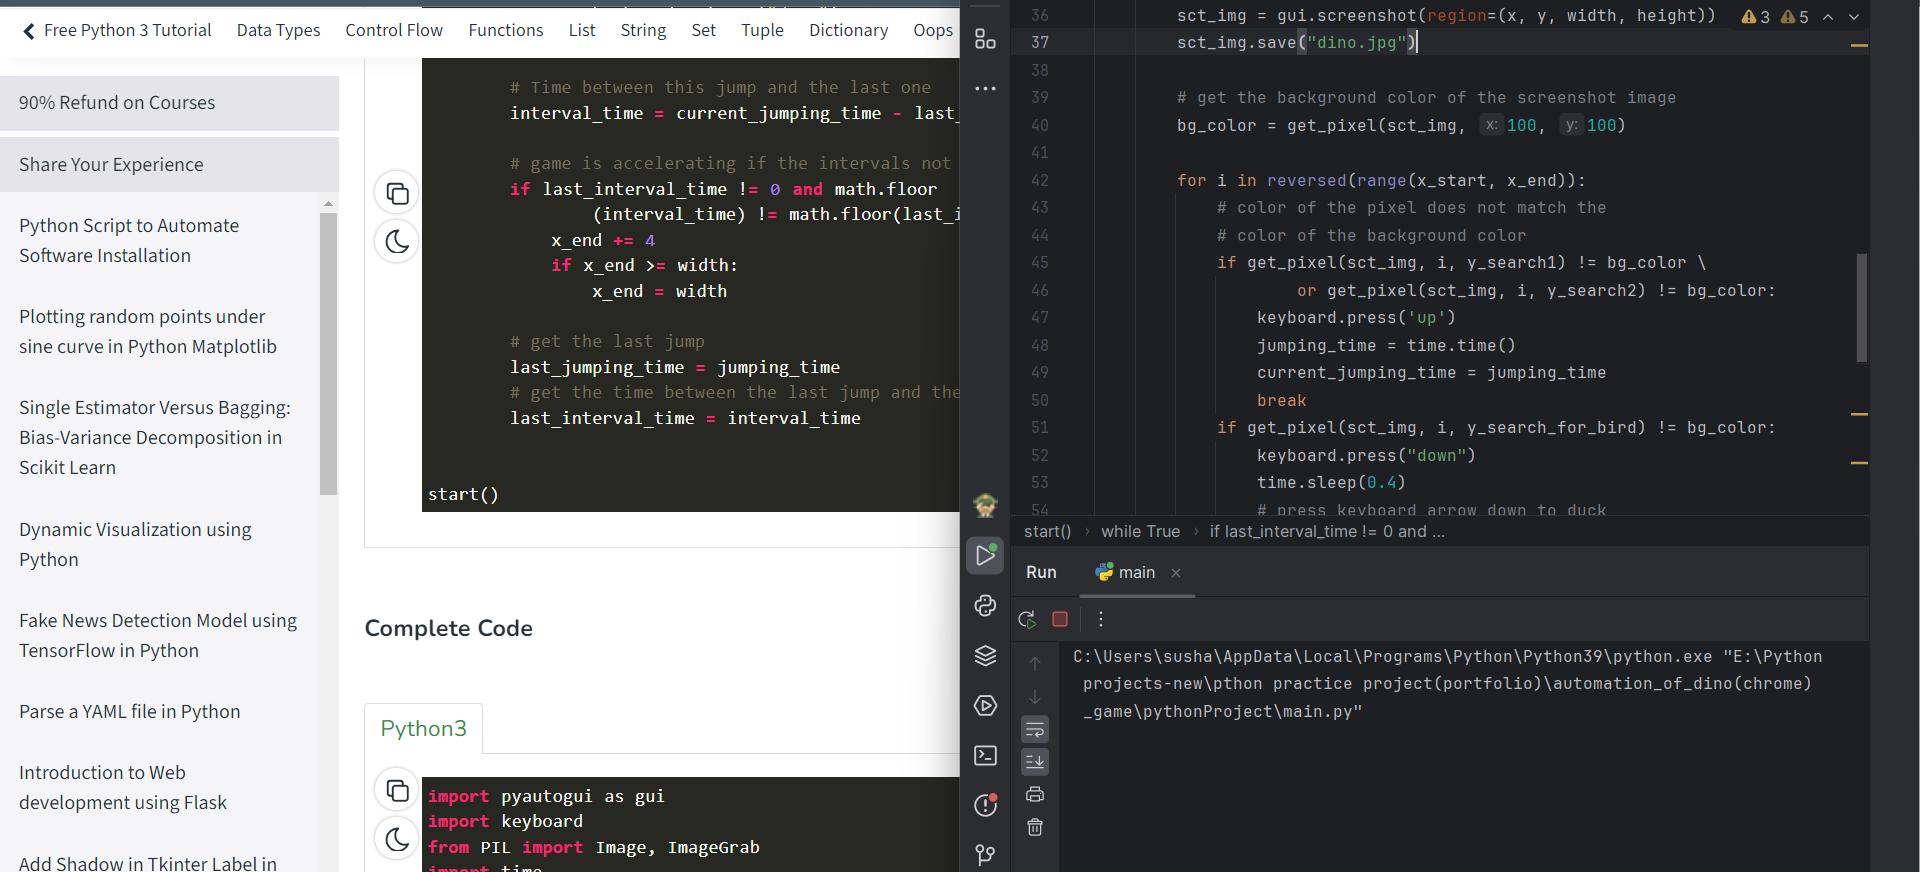 Free Python 3 Tutorial Data Types Control Flow Functions List String Set Tuple Dictionary Oops
90% Refund on Courses
Share Your Experience
Python Script to Automate
Software Installation
Plotting random points under
sine curve in Python Matplotlib
Single Estimator Versus Bagging:
Bias-Variance Decomposition in
Scikit Learn
Dynamic Visualization using
Python
Fake News Detection Model using
TensorFlow in Python
Parse a YAML file in Python
Introduction to Web
development using Flask
Add Shadow in Tkinter Label in
# Time between this jump and the last one
interval_time = current_jumping_time - last_
# game is accelerating if the intervals not
if last_interval_time != 0 and math.floor
(interval_time) != math.floor(last_i
x_end += 4
if x_end >= width:
x_end = width
# get the last jump
last_jumping_time = jumping_time
# get the time between the last jump and the
last_interval_time = interval_time
start()
Complete Code
Python3
import pyautogui as gui
import keyboard
from PIL import Image, ImageGrab
import time
36 sct_img = gui.screenshot(region=(x, y, width, height))
3 5
37 sct_img.save("dino.jpg")
38
39 # get the background color of the screenshot image
40 bg_color = get_pixel(sct_img, x: 100, y: 100)
41
42 for i in reversed(range(x_start, x_end)):
43 # color of the pixel does not match the
44 # color of the background color
45 if get_pixel(sct_img, i, y_search1) != bg_color \
46 or get_pixel(sct_img, i, y_search2) != bg_color:
47 keyboard.press('up')
48 jumping_time = time.time()
49 current_jumping_time = jumping_time
50 break
51 if get_pixel(sct_img, i, y_search_for_bird) != bg_color:
52 keyboard.press("down")
53 time.sleep(0.4)
54 # press keyboard arrow down to duck
start() › while True › if last_interval_time != 0 and ...
Run main
C:\Users\susha\AppData\Local\Programs\Python\Python39\python.exe "E:\Python
projects-new\pthon practice project(portfolio)\automation_of_dino(chrome)
_game\pythonProject\main.py"